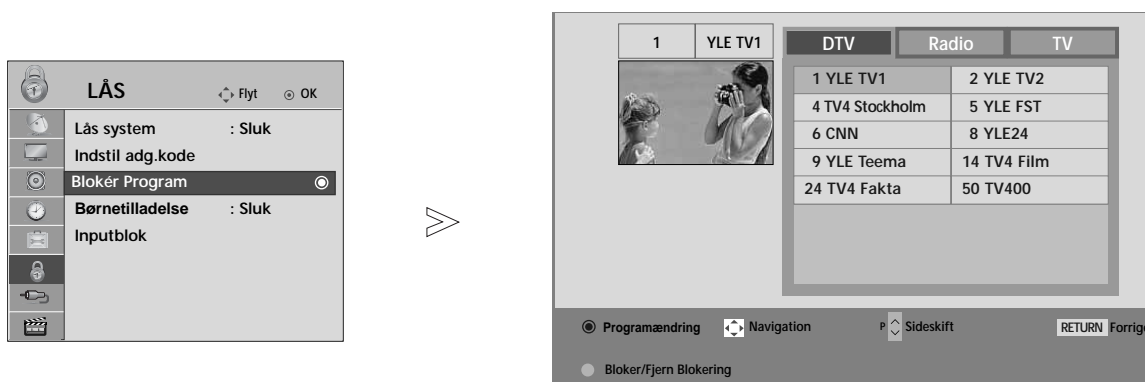 LÅS
Flyt
OK
Lås system : Sluk
Indstil adg.kode
Blokér Program
Børnetilladelse : Sluk
Inputblok
1 YLE TV1
DTV Radio TV
1 YLE TV1 2 YLE TV2
4 TV4 Stockholm 5 YLE FST
6 CNN 8 YLE24
9 YLE Teema 14 TV4 Film
24 TV4 Fakta 50 TV400
Programændring Navigation P Sideskift RETURN Forrige
Bloker/Fjern Blokering